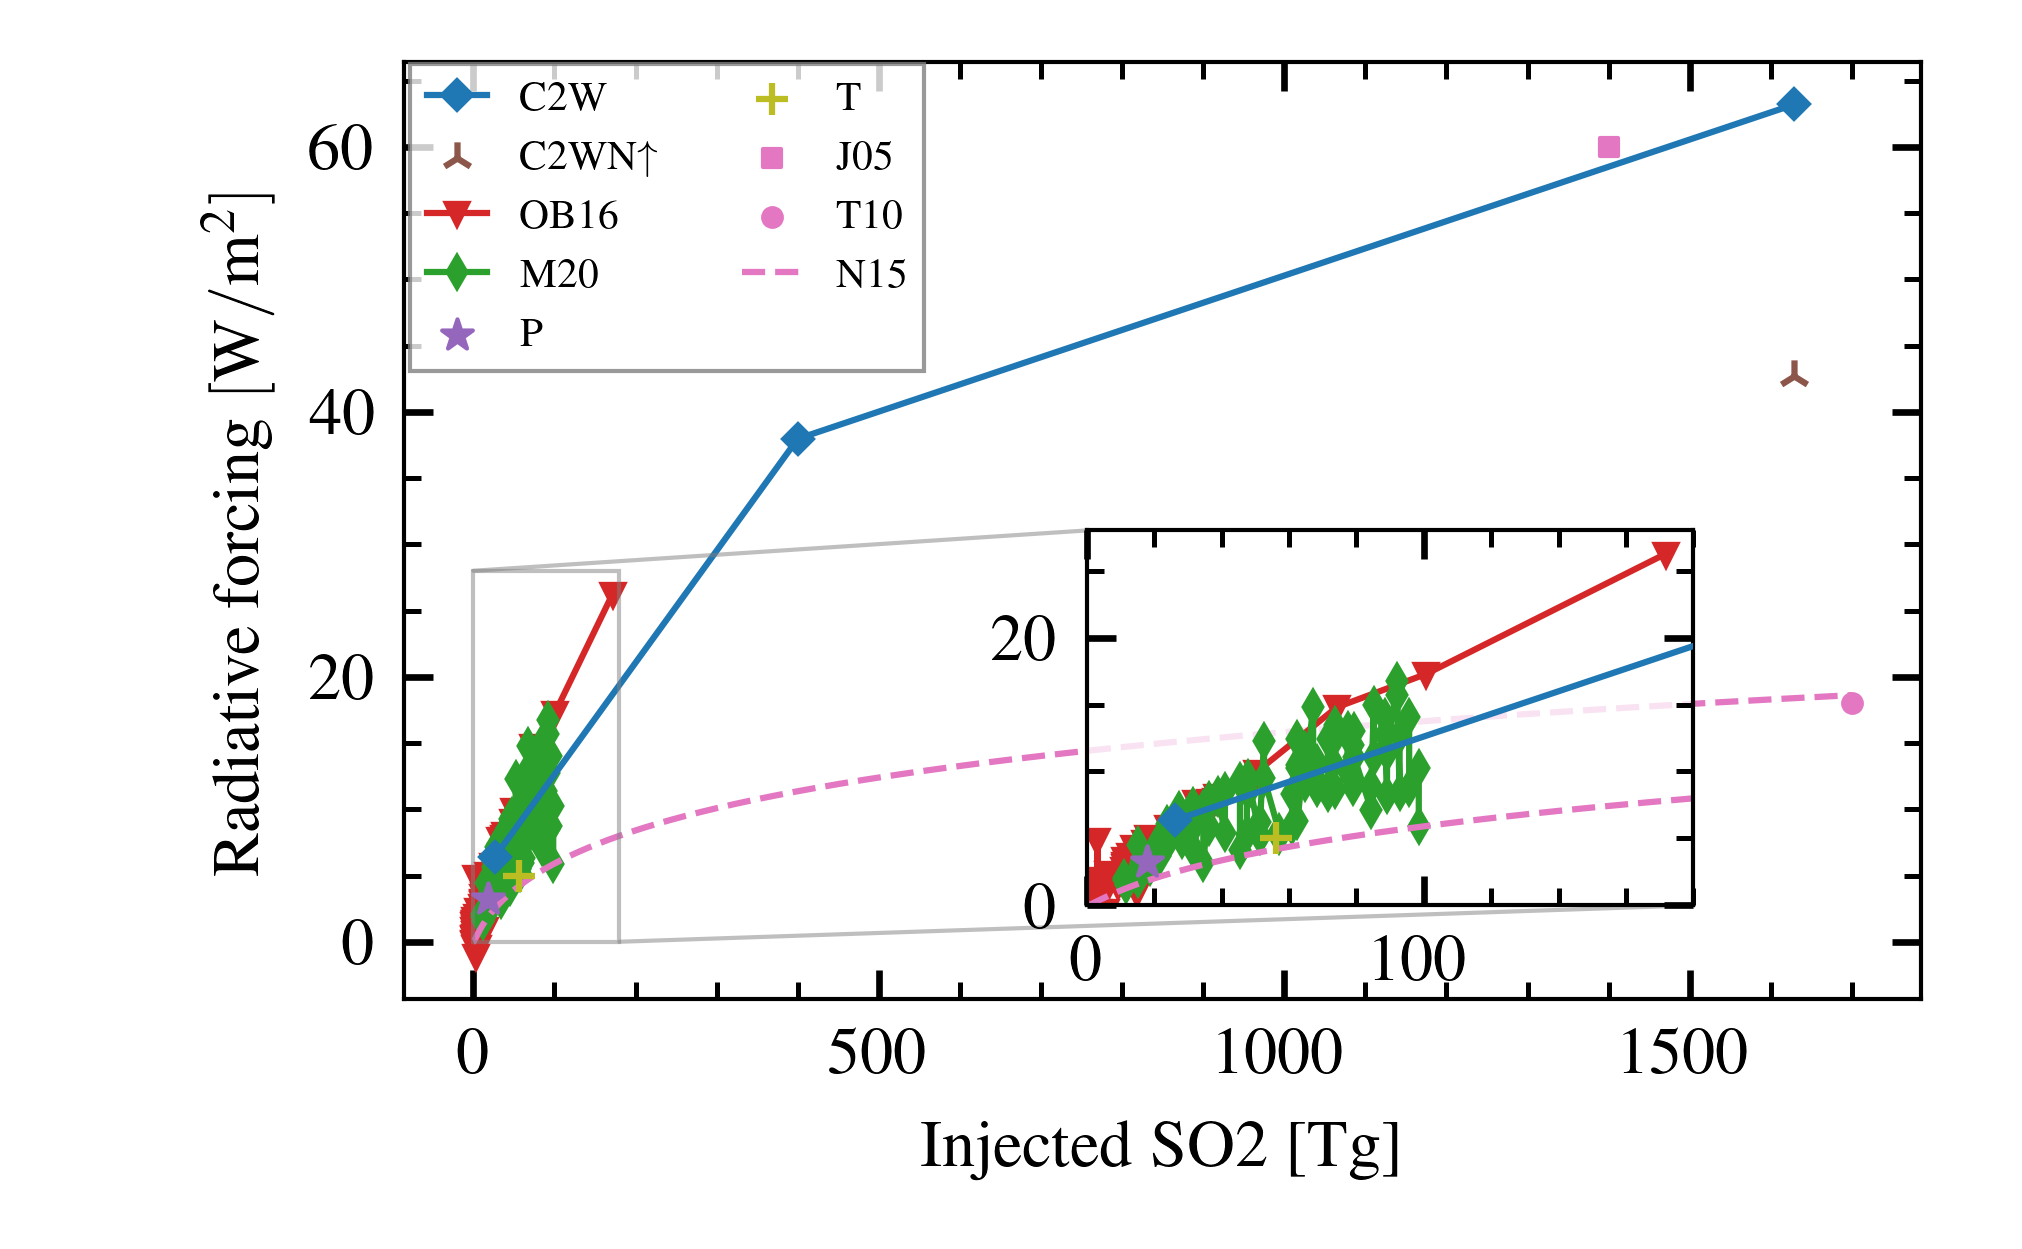 C2W
C2WN↑
OB16
M20
P
T
J05
T10
N15
Radiative forcing [W/m²]
60
40
20
0
20
0
0 100
0 500 1000 1500
Injected SO2 [Tg]